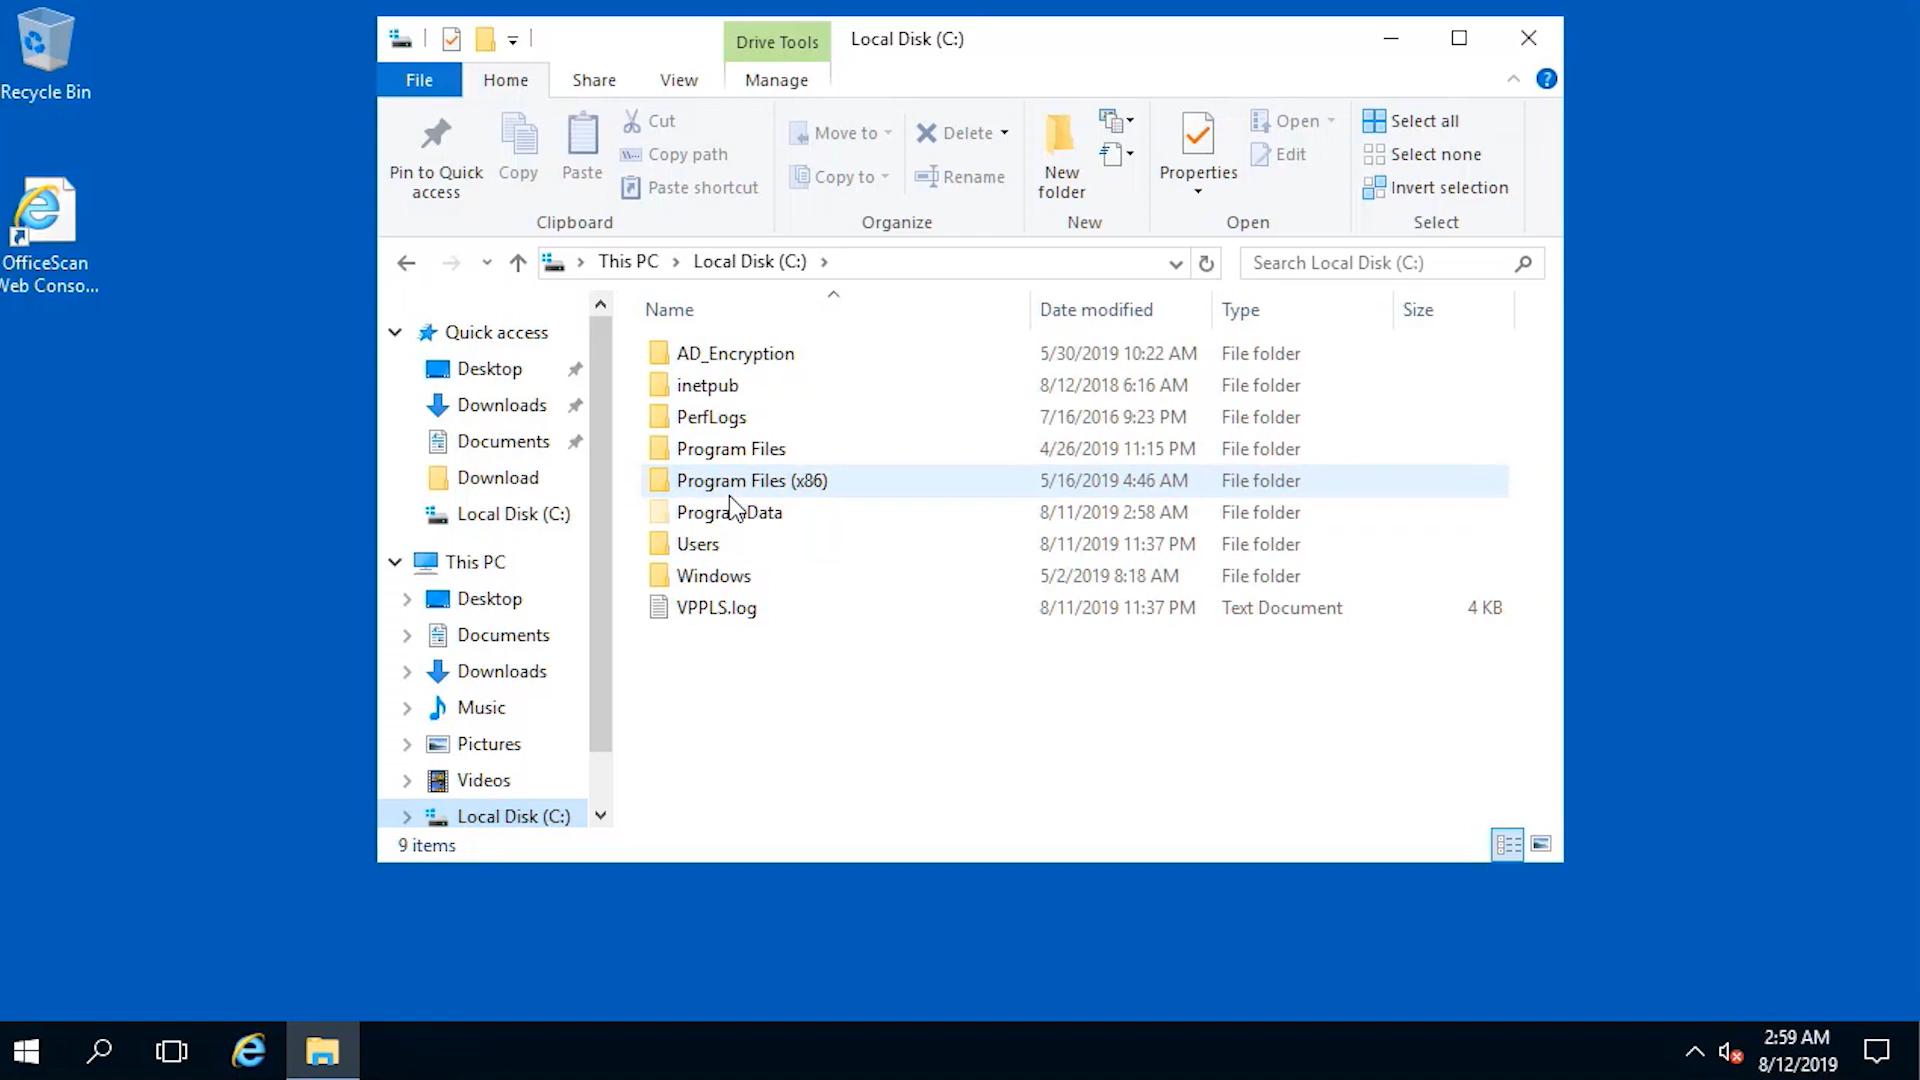 Recycle Bin
OfficeScan
Web Conso...
Drive Tools
Local Disk (C:)
File
Home
Share
View
Manage
Pin to Quick
access
Copy
Paste
Cut
Copy path
Paste shortcut
Clipboard
Move to
Copy to
Delete
Rename
Organize
New
folder
New
Properties
Open
Edit
Open
Select all
Select none
Invert selection
Select
This PC
Local Disk (C:)
Search Local Disk (C:)
Name Date modified Type Size
Quick access
Desktop
Downloads
Documents
Download
Local Disk (C:)
This PC
Desktop
Documents
Downloads
Music
Pictures
Videos
Local Disk (C:)
AD_Encryption 5/30/2019 10:22 AM File folder
inetpub 8/12/2018 6:16 AM File folder
PerfLogs 7/16/2016 9:23 PM File folder
Program Files 4/26/2019 11:15 PM File folder
Program Files (x86) 5/16/2019 4:46 AM File folder
ProgramData 8/11/2019 2:58 AM File folder
Users 8/11/2019 11:37 PM File folder
Windows 5/2/2019 8:18 AM File folder
VPPLS.log 8/11/2019 11:37 PM Text Document 4 KB
9 items
2:59 AM
8/12/2019